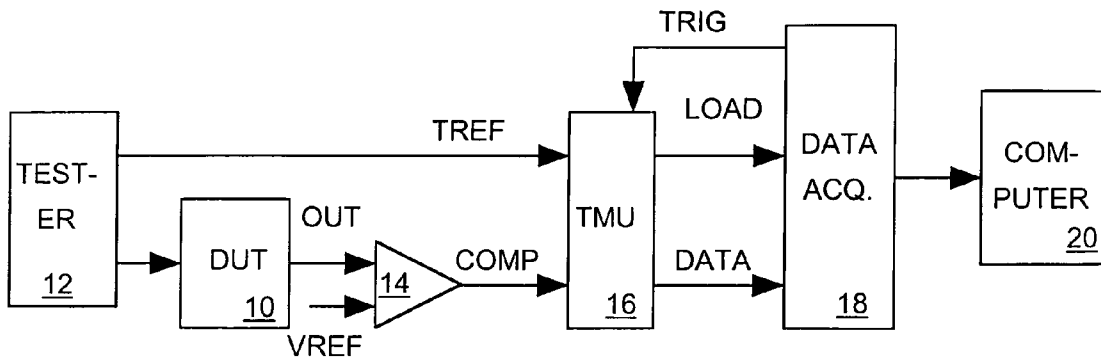 TRIG
LOAD
TREF
TEST-
ER
12
DUT
10
OUT
VREF
14
COMP
TMU
16
DATA
DATA
ACQ.
18
COM-
PUTER
20